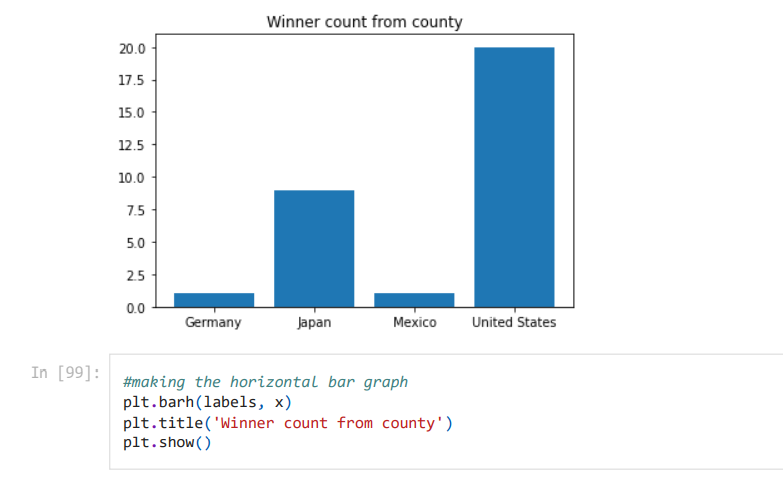 Winner count from county
20.0
17.5
15.0
12.5
10.0
7.5
5.0
2.5
0.0
Germany Japan Mexico United States
In [99]:
#making the horizontal bar graph
plt.barh(labels, x)
plt.title('Winner count from county')
plt.show()